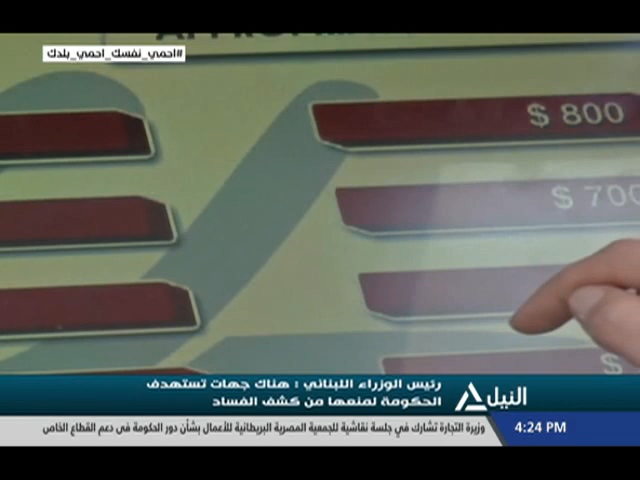 #احمي_نفسك_احمي_بلدك
$ 800
$ 700
$
رئيس الوزراء اللبناني : هناك جهات تستهدف
الحكومة لمنعها من كشف الفساد
النيل
وزيرة التجارة تشارك في جلسة نقاشية للجمعية المصرية البريطانية للأعمال بشأن دور الحكومة فى دعم القطاع الخاص
4:24 PM